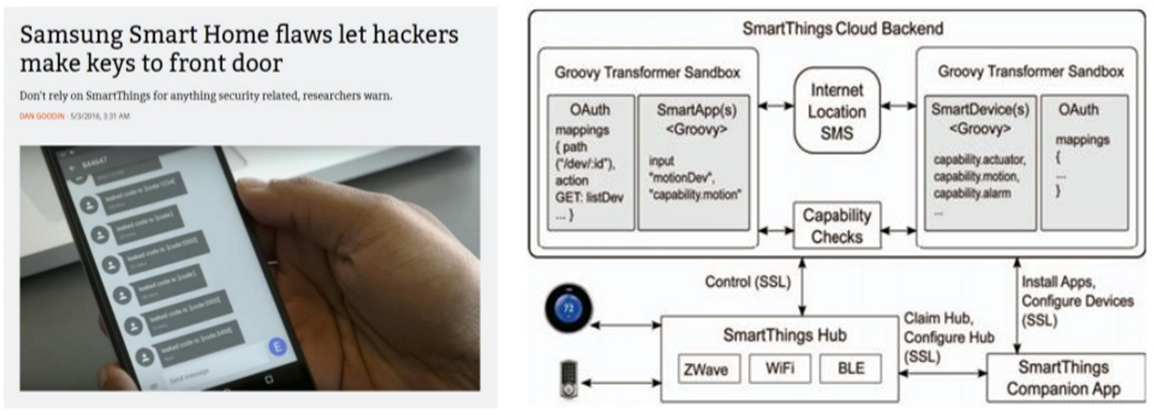 Samsung Smart Home flaws let hackers
make keys to front door
Don't rely on SmartThings for anything security related, researchers warn.
DAN GOODIN - 5/3/2016, 3:31 AM
844647
leaked code is [code:1234]
leaked code is: [code]
leaked code is: [code:5500]
leaked code is: [code]
leaked code is: [code:5500]
leaked code is: [code:3456]
Send message
E
SmartThings Cloud Backend
Groovy Transformer Sandbox
OAuth
mappings
{ path
("/dev/:id"),
action
GET: listDev
... }
SmartApp(s)
<Groovy>
input
"motionDev",
"capability.motion"
Internet
Location
SMS
Capability
Checks
Groovy Transformer Sandbox
SmartDevice(s)
<Groovy>
capability.actuator,
capability.motion,
capability.alarm
...
OAuth
mappings
{
...
}
Control (SSL)
Install Apps,
Configure Devices
(SSL)
72
SmartThings Hub
ZWave
WiFi
BLE
Claim Hub,
Configure Hub
(SSL)
SmartThings
Companion App